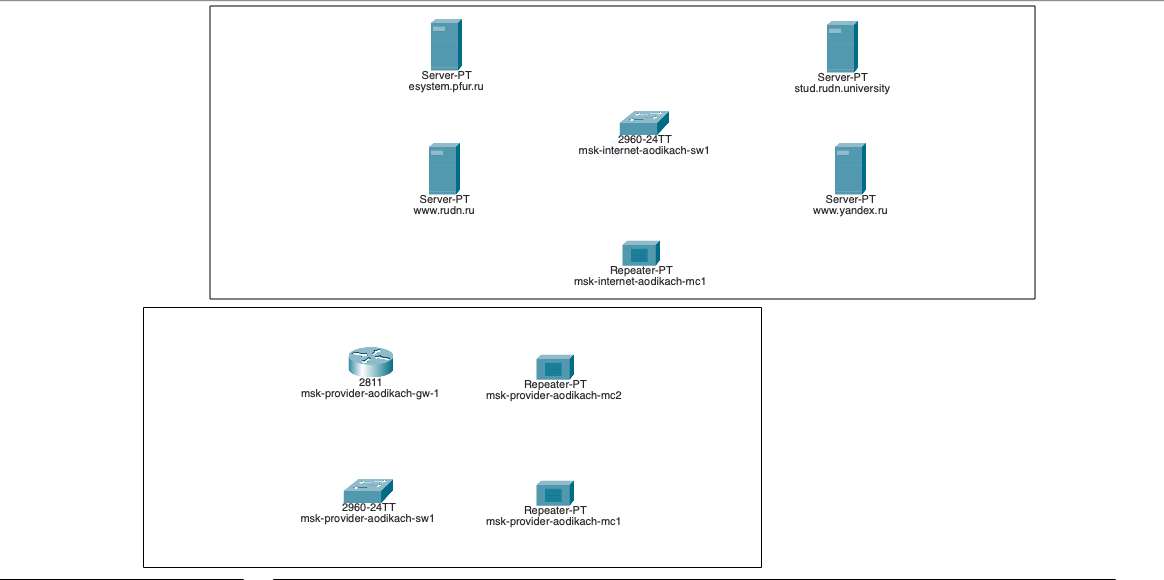 Server-PT
esystem.pfur.ru
Server-PT
stud.rudn.university
2960-24TT
msk-internet-aodikach-sw1
Server-PT
www.rudn.ru
Server-PT
www.yandex.ru
Repeater-PT
msk-internet-aodikach-mc1
2811
msk-provider-aodikach-gw-1
Repeater-PT
msk-provider-aodikach-mc2
2960-24TT
msk-provider-aodikach-sw1
Repeater-PT
msk-provider-aodikach-mc1